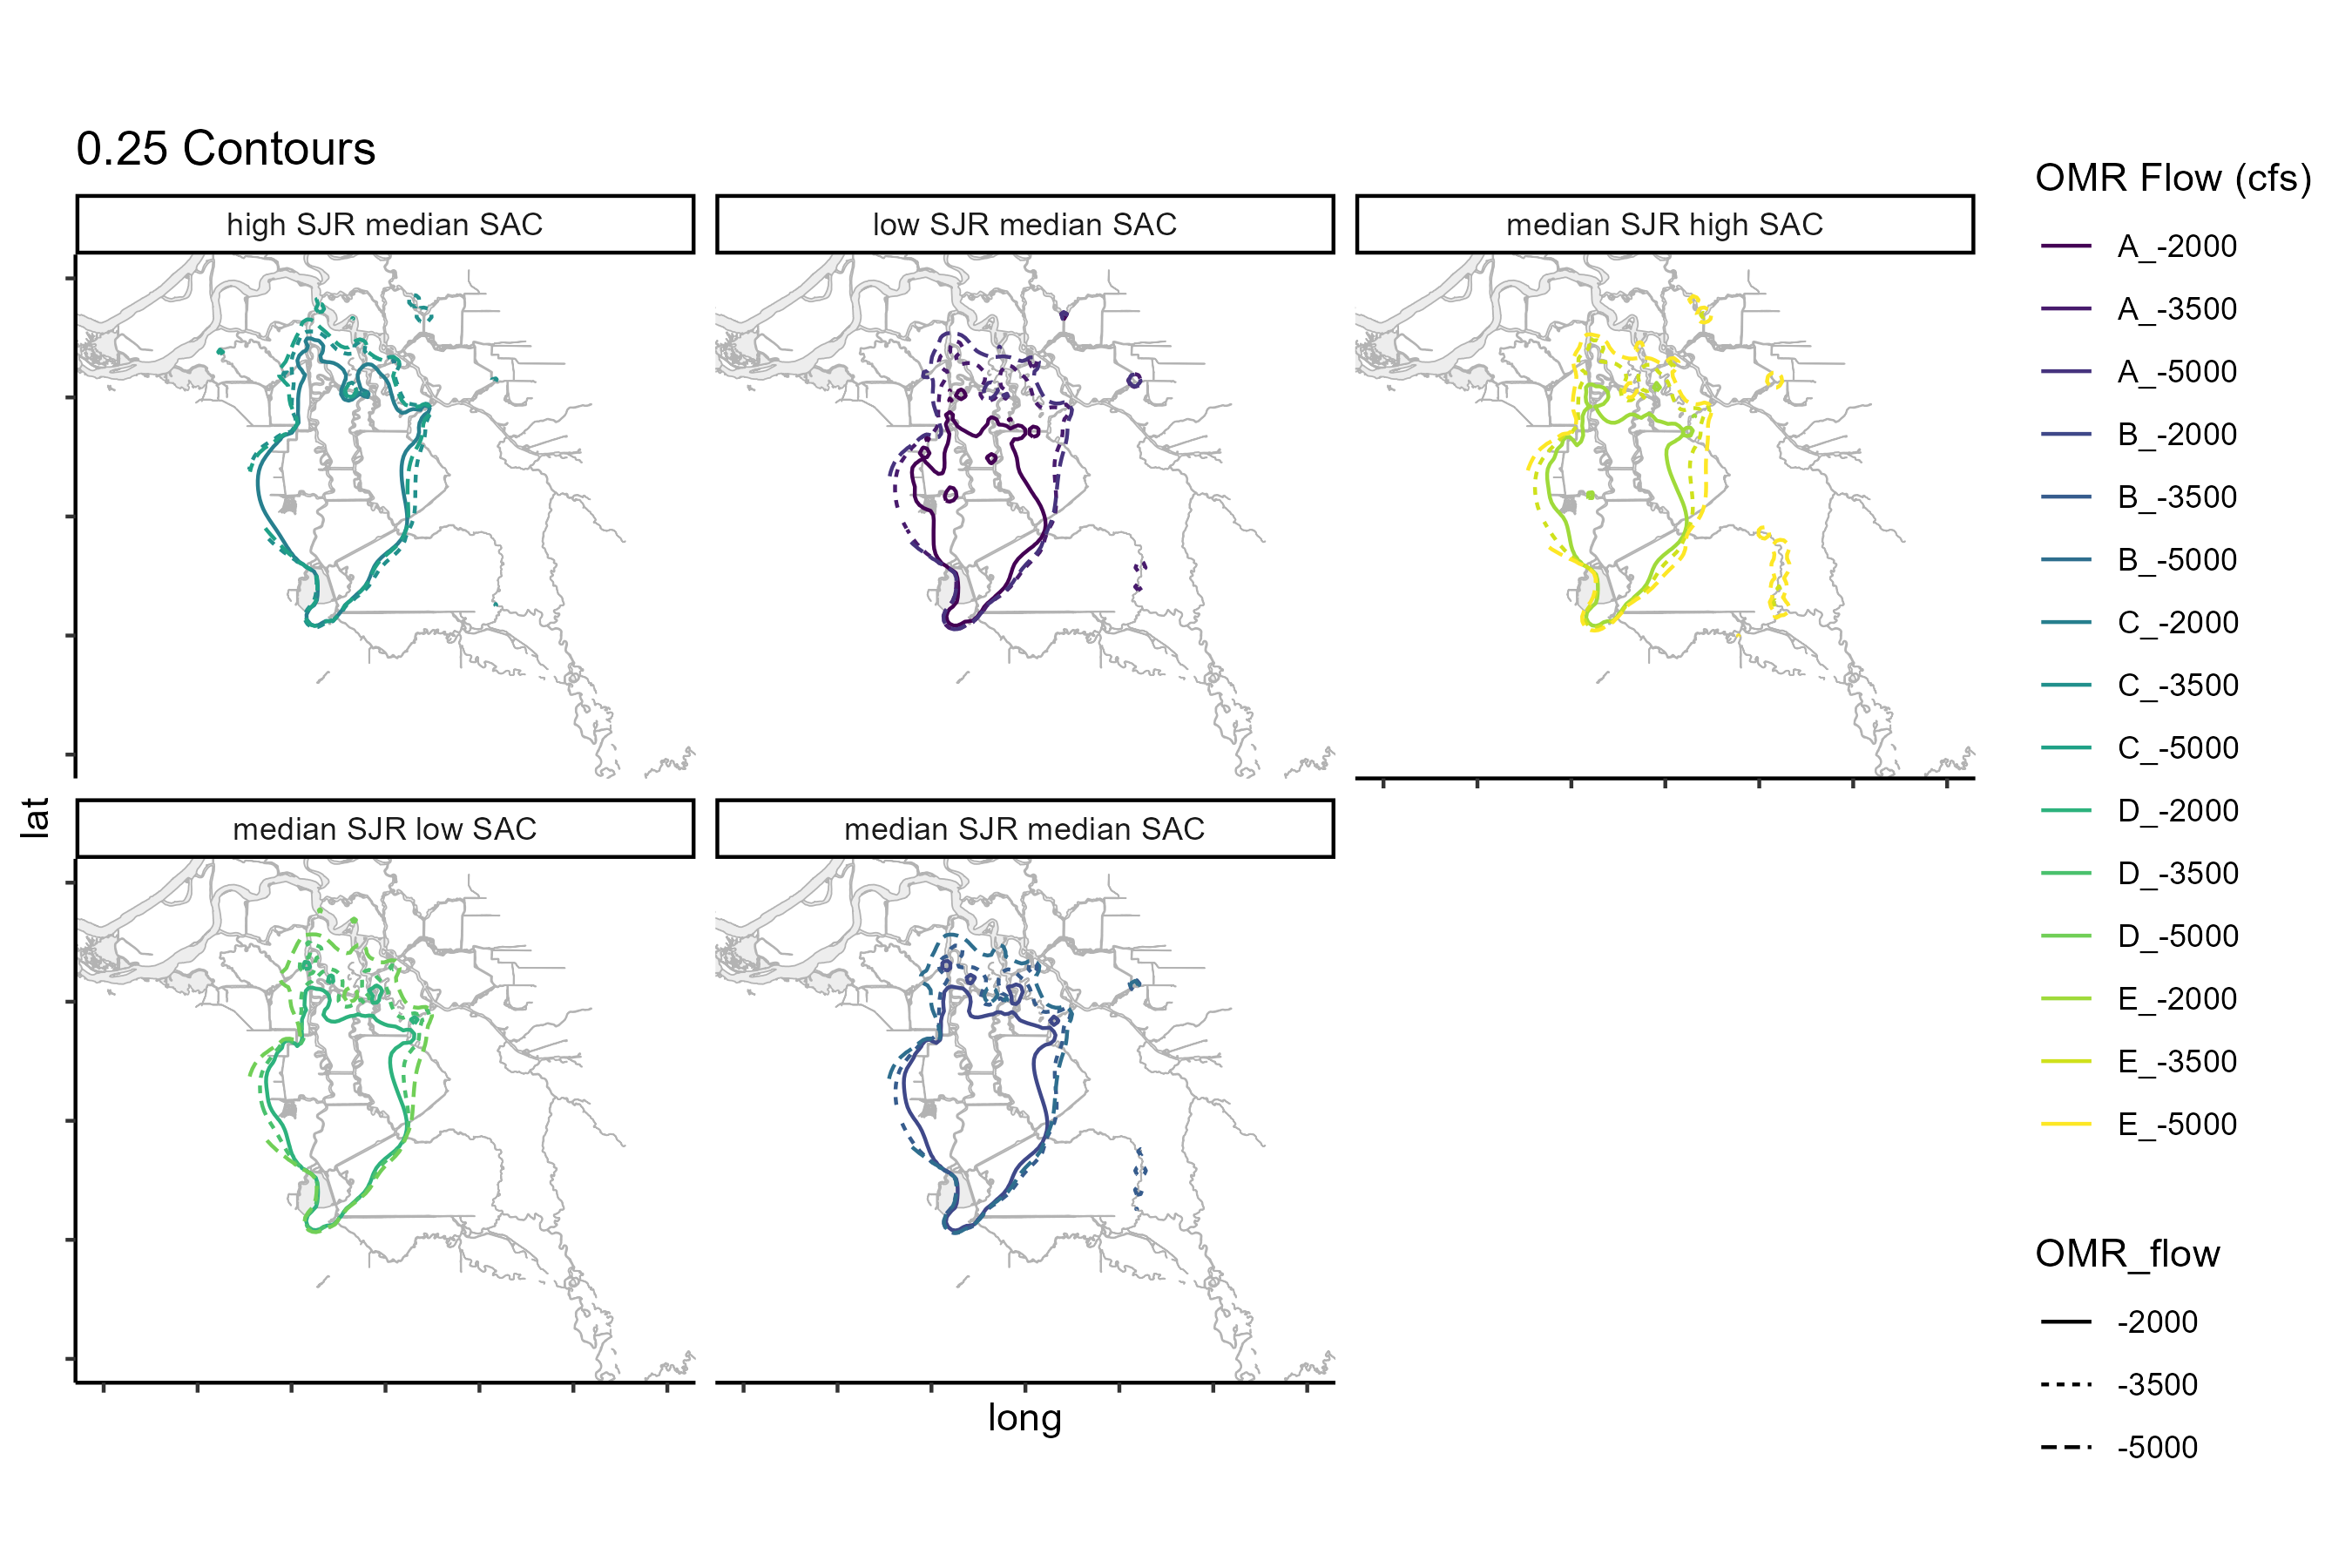 0.25 Contours
high SJR median SAC
low SJR median SAC
median SJR high SAC
median SJR low SAC
median SJR median SAC
lat
long
OMR Flow (cfs)
A_-2000
A_-3500
A_-5000
B_-2000
B_-3500
B_-5000
C_-2000
C_-3500
C_-5000
D_-2000
D_-3500
D_-5000
E_-2000
E_-3500
E_-5000
OMR_flow
-2000
-3500
-5000